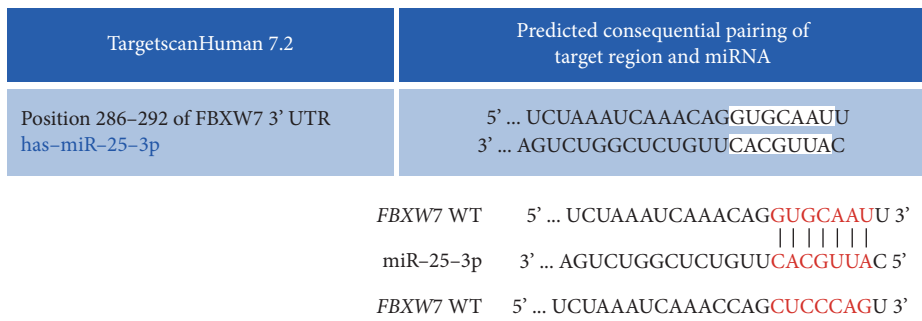 TargetscanHuman 7.2
Predicted consequential pairing of
target region and miRNA
Position 286–292 of FBXW7 3' UTR
has–miR–25–3p
5' ... UCUAAAUCAAACAGGUGCAAUU
3' ... AGUCUGGCUCUGUUCACGUUAC
FBXW7 WT 5' ... UCUAAAUCAAACAGGUGCAAUU 3'
miR–25–3p 3' ... AGUCUGGCUCUGUUCACGUUAC 5'
FBXW7 WT 5' ... UCUAAAUCAAACCAGCUCCCAGU 3'